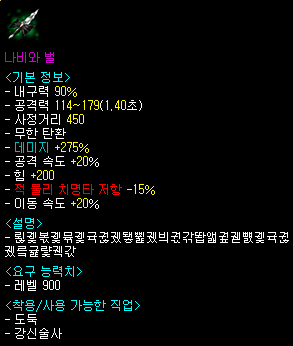 나비와 벌
<기본 정보>
- 내구력 90%
- 공격력 114~179(1,40초)
- 사정거리 450
- 무한 탄환
- 데미지 +275%
- 공격 속도 +20%
- 힘 +200
- 적 물리 치명타 저항 -15%
- 이동 속도 +20%
<설명>
<요구 능력치>
- 레벨 900
<착용/사용 가능한 직업>
- 도둑
- 강신술사